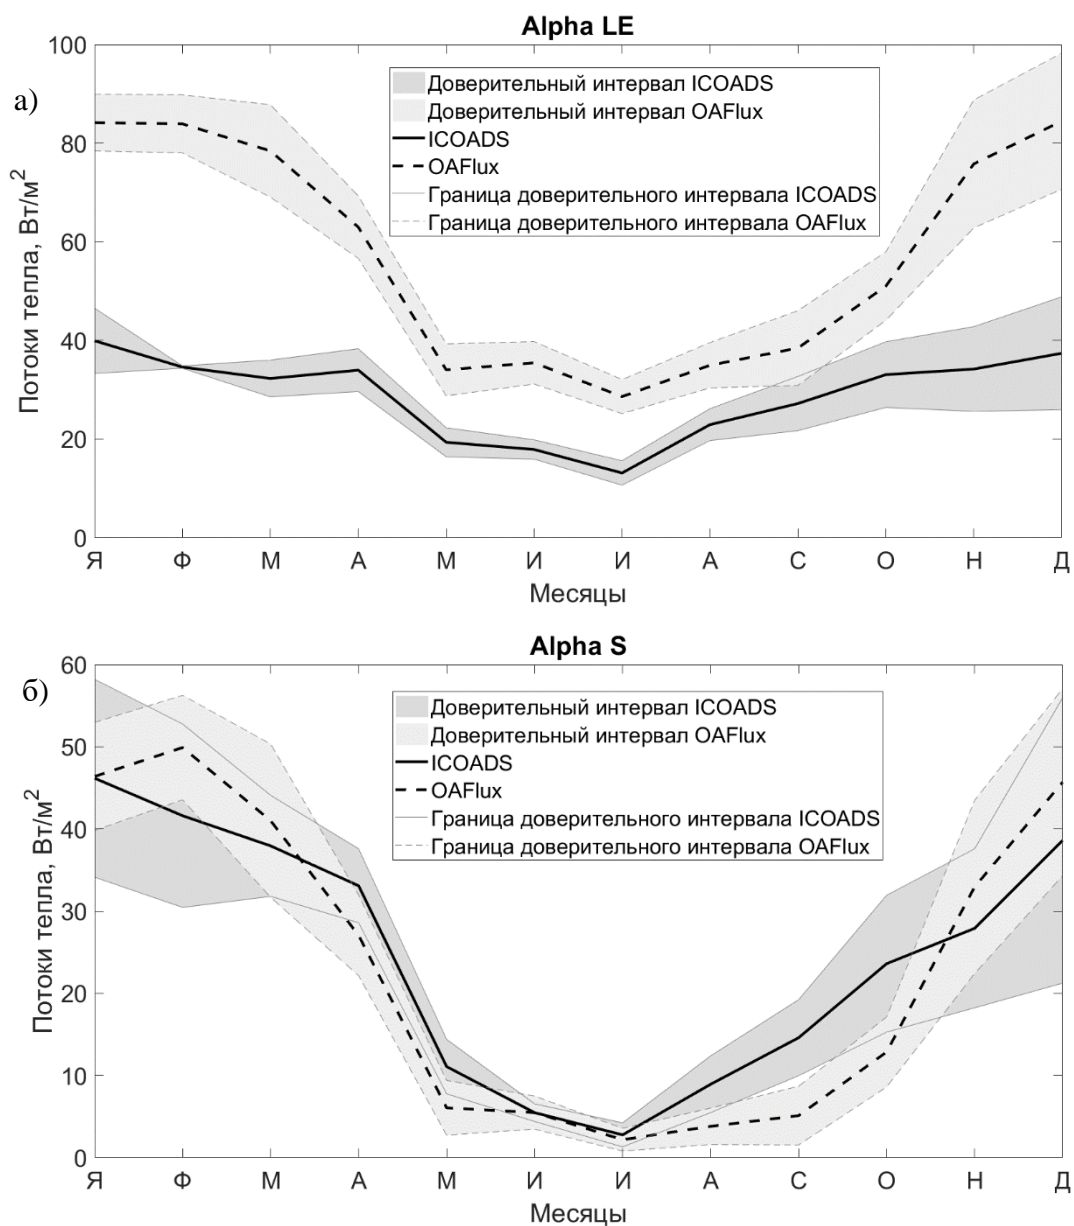 Alpha LE
а)
100
80
60
40
20
0
Потоки тепла, Вт/м²
Доверительный интервал ICOADS
Доверительный интервал OAFlux
ICOADS
OAFlux
Граница доверительного интервала ICOADS
Граница доверительного интервала OAFlux
Я Ф М А М И И А С О Н Д
Месяцы
Alpha S
б)
60
50
40
30
20
10
0
Потоки тепла, Вт/м²
Доверительный интервал ICOADS
Доверительный интервал OAFlux
ICOADS
OAFlux
Граница доверительного интервала ICOADS
Граница доверительного интервала OAFlux
Я Ф М А М И И А С О Н Д
Месяцы